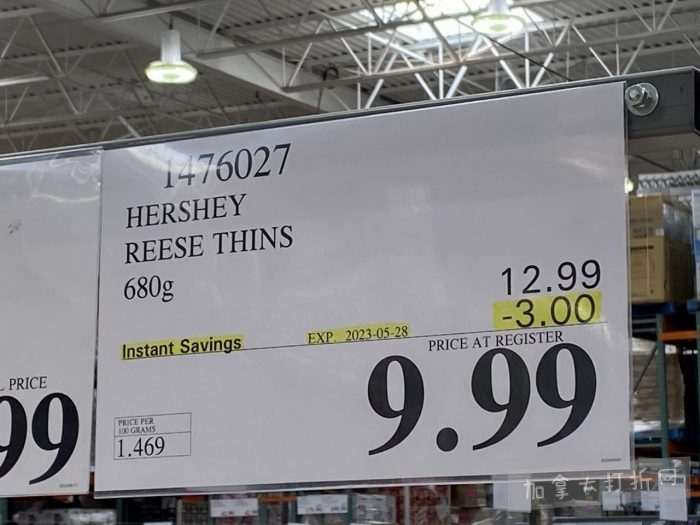 1476027
HERSHEY
REESE THINS
680g
12.99
-3.00
Instant Savings
EXP. 2023-05-28
PRICE AT REGISTER
9.99
PRICE PER
100 GRAMS
1.469
L PRICE
99
加拿大打折网